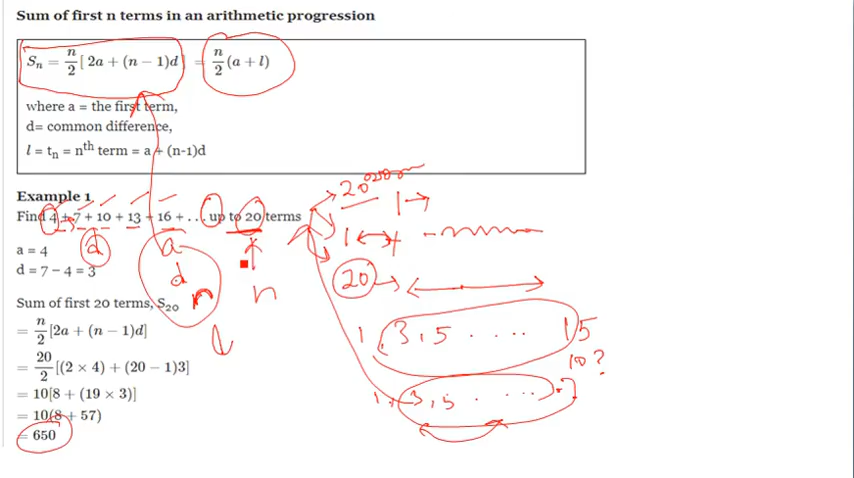 Sum of first n terms in an arithmetic progression
Sn = n/2[ 2a + (n − 1)d ] = n/2(a + l)
where a = the first term,
d= common difference,
l = tn = nth term = a + (n-1)d
Example 1
Find 4 + 7 + 10 + 13 + 16 + . . . up to 20 terms
a = 4
d = 7 − 4 = 3
Sum of first 20 terms, S20
= n/2[2a + (n − 1)d]
= 20/2[(2 × 4) + (20 − 1)3]
= 10[8 + (19 × 3)]
= 10(8 + 57)
= 650
3
d
a
d
n
n
l
20
1
1
20
1, 3, 5 . . . . 15
10 ?
1, 3, 5 . . . . ?